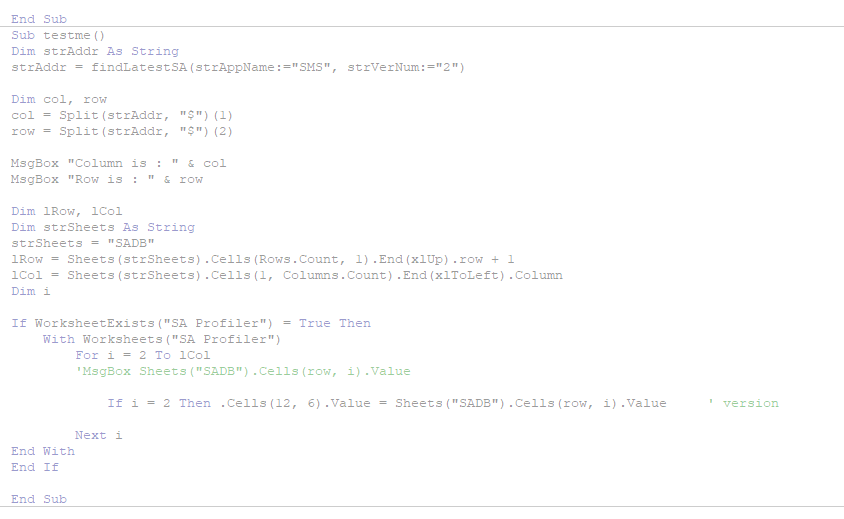 End Sub
Sub testme()
Dim strAddr As String
strAddr = findLatestSA(strAppName:="SMS", strVerNum:="2")
Dim col, row
col = Split(strAddr, "$")(1)
row = Split(strAddr, "$")(2)
MsgBox "Column is : " & col
MsgBox "Row is : " & row
Dim lRow, lCol
Dim strSheets As String
strSheets = "SADB"
lRow = Sheets(strSheets).Cells(Rows.Count, 1).End(xlUp).row + 1
lCol = Sheets(strSheets).Cells(1, Columns.Count).End(xlToLeft).Column
Dim i
If WorksheetExists("SA Profiler") = True Then
With Worksheets("SA Profiler")
For i = 2 To lCol
'MsgBox Sheets("SADB").Cells(row, i).Value
If i = 2 Then .Cells(12, 6).Value = Sheets("SADB").Cells(row, i).Value ' version
Next i
End With
End If
End Sub